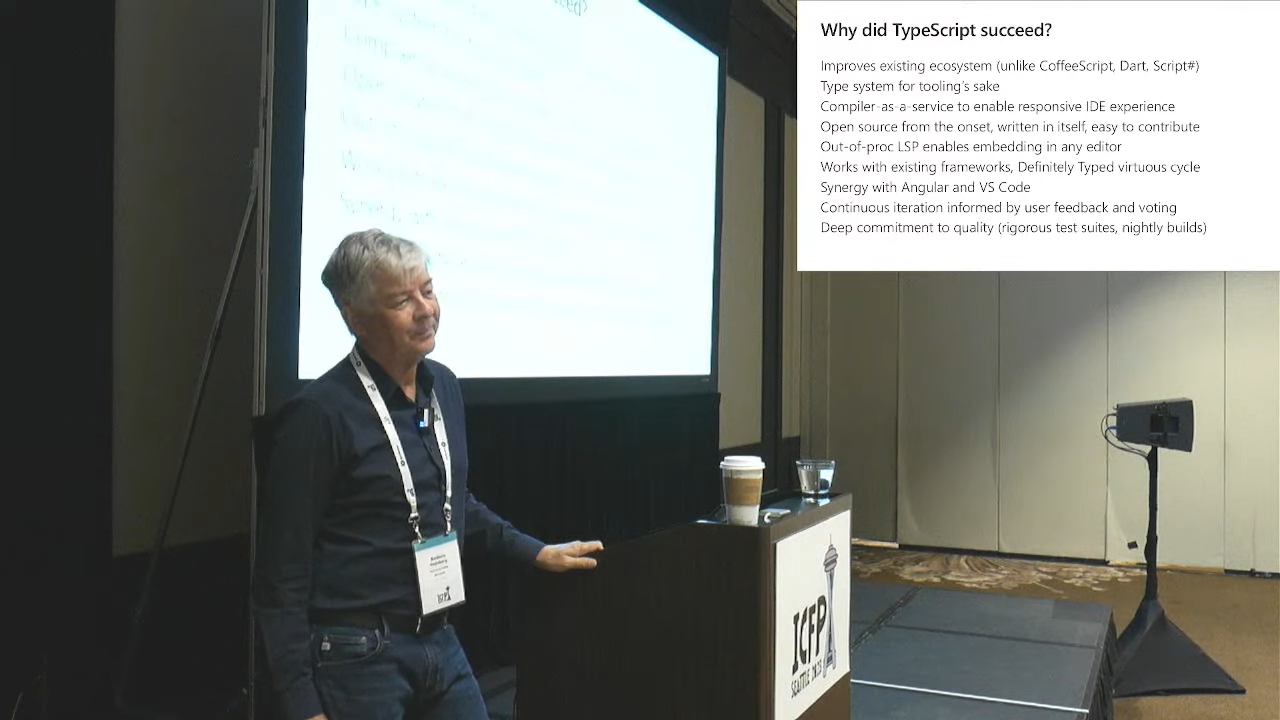 Why did TypeScript succeed?
Improves existing ecosystem (unlike CoffeeScript, Dart, Script#)
Type system for tooling's sake
Compiler-as-a-service to enable responsive IDE experience
Open source from the onset, written in itself, easy to contribute
Out-of-proc LSP enables embedding in any editor
Works with existing frameworks, Definitely Typed virtuous cycle
Synergy with Angular and VS Code
Continuous iteration informed by user feedback and voting
Deep commitment to quality (rigorous test suites, nightly builds)
ICFP
SEATTLE